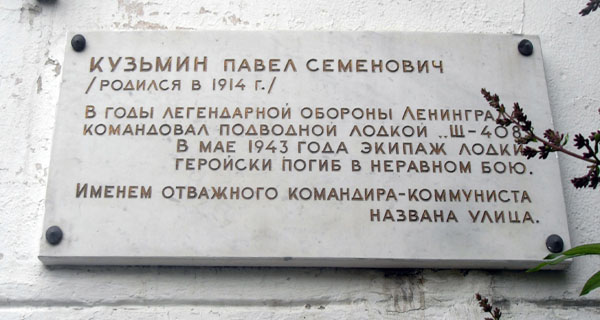 КУЗЬМИН ПАВЕЛ СЕМЕНОВИЧ
/РОДИЛСЯ В 1914 Г./
В ГОДЫ ЛЕГЕНДАРНОЙ ОБОРОНЫ ЛЕНИНГРАД
КОМАНДОВАЛ ПОДВОДНОЙ ЛОДКОЙ „Щ-408
В МАЕ 1943 ГОДА ЭКИПАЖ ЛОДКИ
ГЕРОЙСКИ ПОГИБ В НЕРАВНОМ БОЮ.
ИМЕНЕМ ОТВАЖНОГО КОМАНДИРА-КОММУНИСТА
НАЗВАНА УЛИЦА.